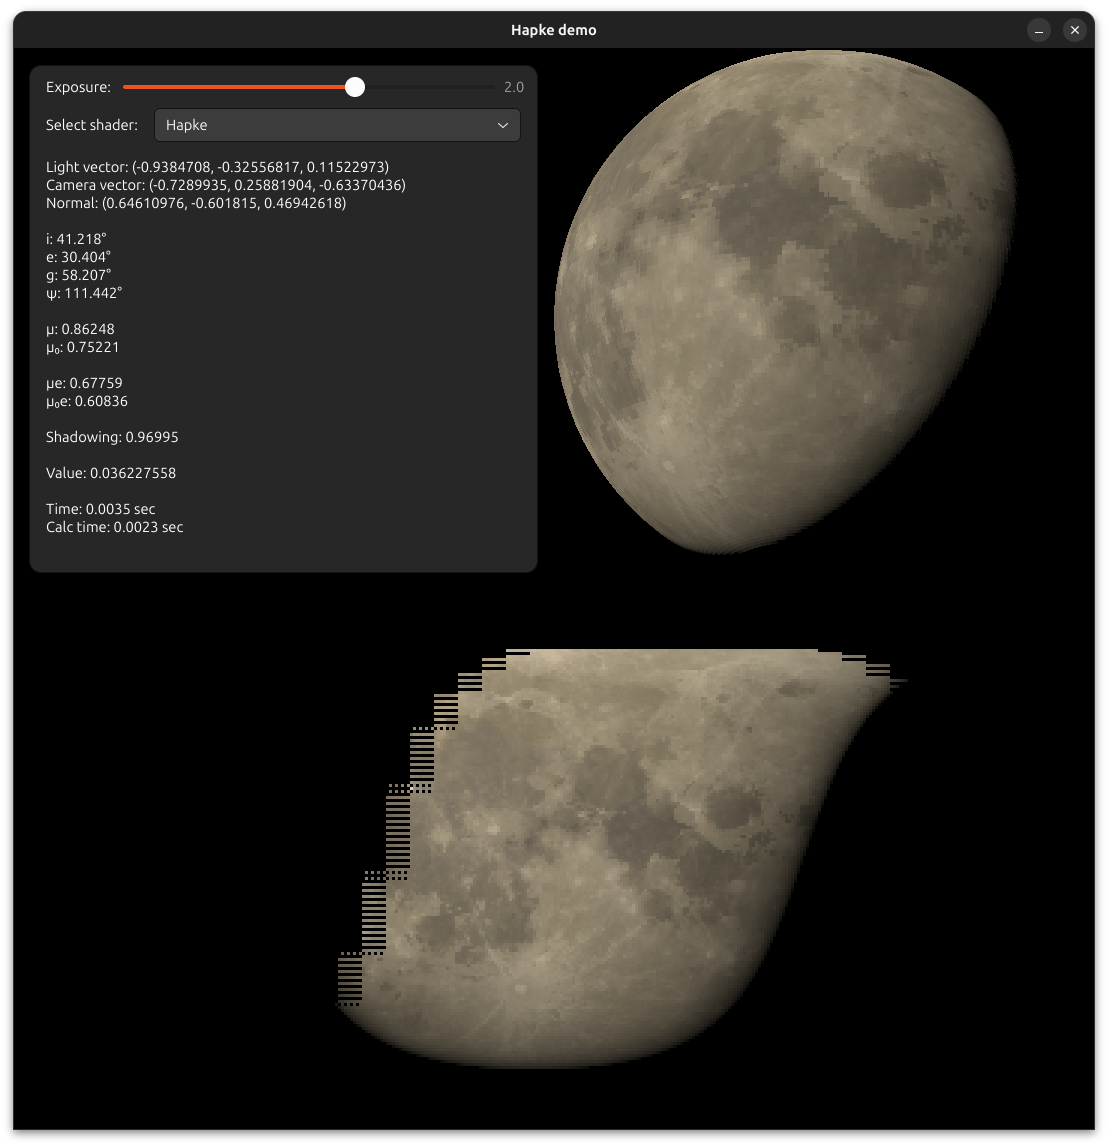 Hapke demo
Exposure: 2.0
Select shader: Hapke
Light vector: (-0.9384708, -0.32556817, 0.11522973)
Camera vector: (-0.7289935, 0.25881904, -0.63370436)
Normal: (0.64610976, -0.601815, 0.46942618)
i: 41.218°
e: 30.404°
g: 58.207°
ψ: 111.442°
μ: 0.86248
μ₀: 0.75221
μe: 0.67759
μ₀e: 0.60836
Shadowing: 0.96995
Value: 0.036227558
Time: 0.0035 sec
Calc time: 0.0023 sec